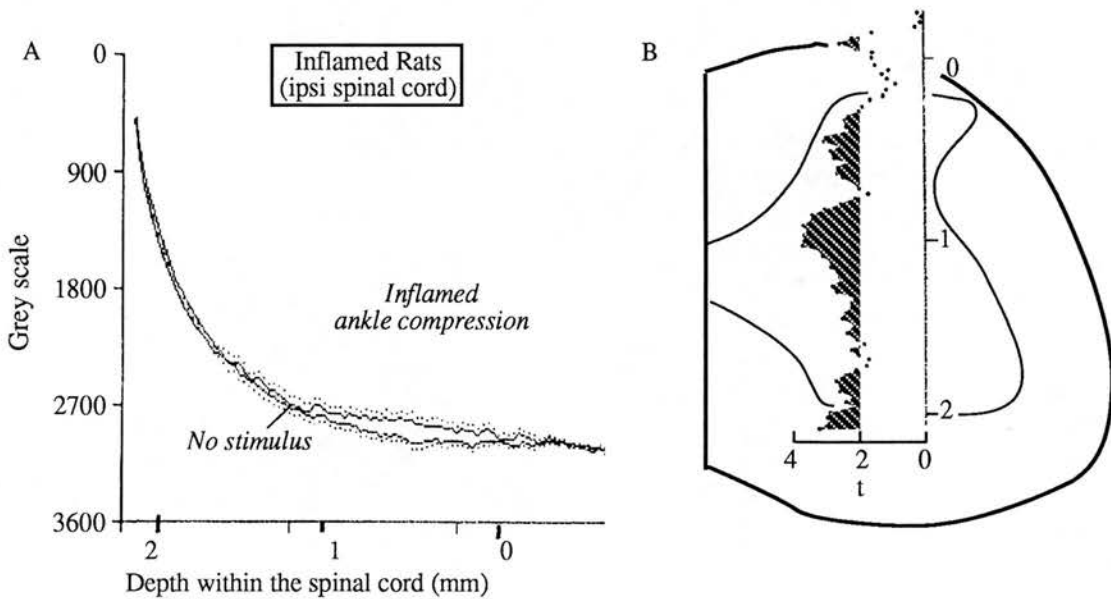 A
Inflamed Rats
(ipsi spinal cord)
0
900
1800
2700
3600
Grey scale
Inflamed
ankle compression
No stimulus
2
1
0
Depth within the spinal cord (mm)
B
0
-1
-2
4
2
0
t